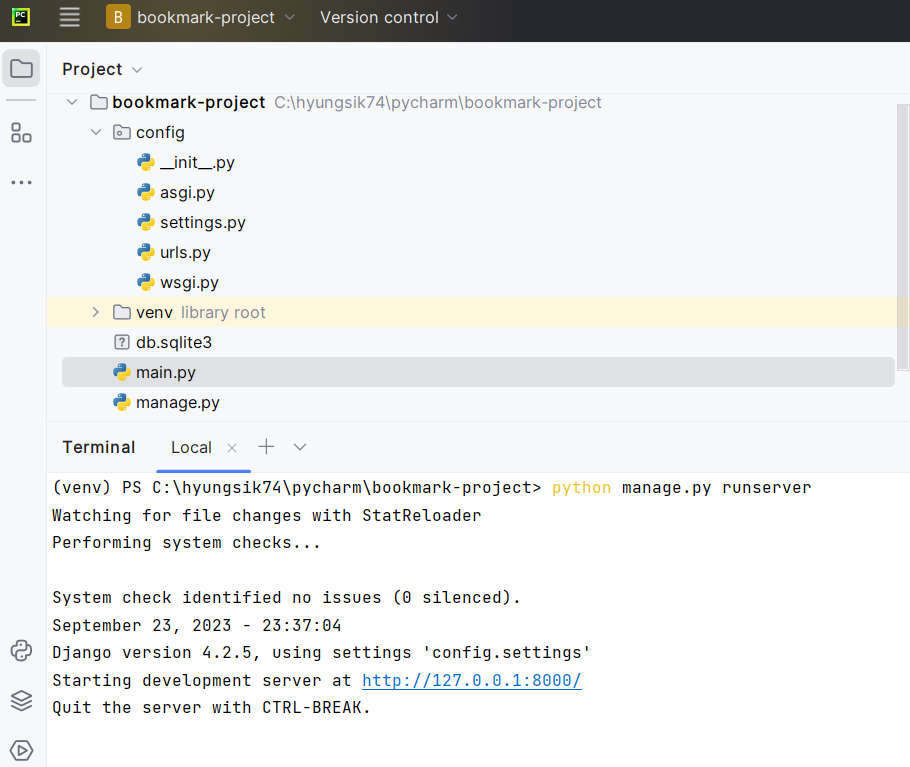 PC B bookmark-project Version control
Project
bookmark-project C:\hyungsik74\pycharm\bookmark-project
config
__init__.py
asgi.py
settings.py
urls.py
wsgi.py
venv library root
? db.sqlite3
main.py
manage.py
Terminal Local
(venv) PS C:\hyungsik74\pycharm\bookmark-project> python manage.py runserver
Watching for file changes with StatReloader
Performing system checks...
System check identified no issues (0 silenced).
September 23, 2023 - 23:37:04
Django version 4.2.5, using settings 'config.settings'
Starting development server at http://127.0.0.1:8000/
Quit the server with CTRL-BREAK.